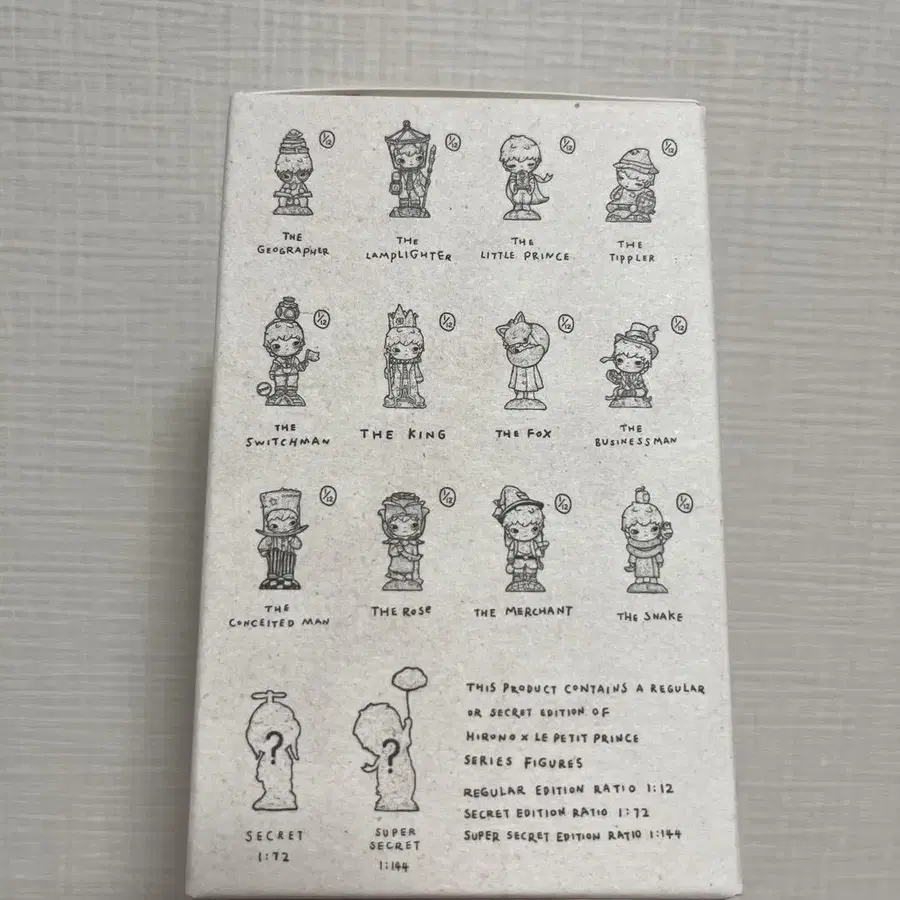 1/12
1/12
1/12
1/12
THE
GEOGRAPHER
THE
LAMPLIGHTER
THE
LITTLE PRINCE
THE
TIPPLER
1/12
1/12
1/12
1/12
THE
SWITCHMAN
THE KING
THE FOX
THE
BUSINESSMAN
1/12
1/12
1/12
1/12
THE
CONCEITED MAN
THE ROSE
THE MERCHANT
THE SNAKE
?
?
SECRET
1:72
SUPER
SECRET
1:144
THIS PRODUCT CONTAINS A REGULAR
OR SECRET EDITION OF
HIRONO × LE PETIT PRINCE
SERIES FIGURES
REGULAR EDITION RATIO 1:12
SECRET EDITION RATIO 1:72
SUPER SECRET EDITION RATIO 1:144